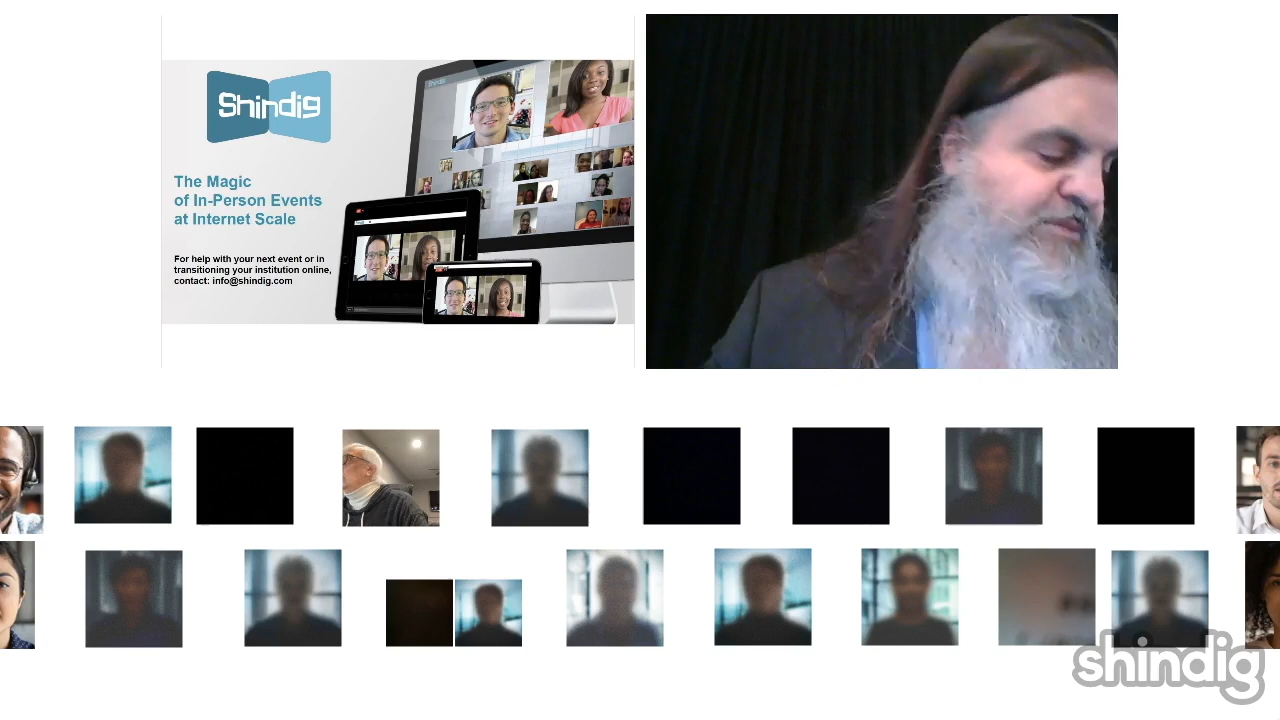 Shindig
The Magic
of In-Person Events
at Internet Scale
For help with your next event or in
transitioning your institution online,
contact: info@shindig.com
shindig